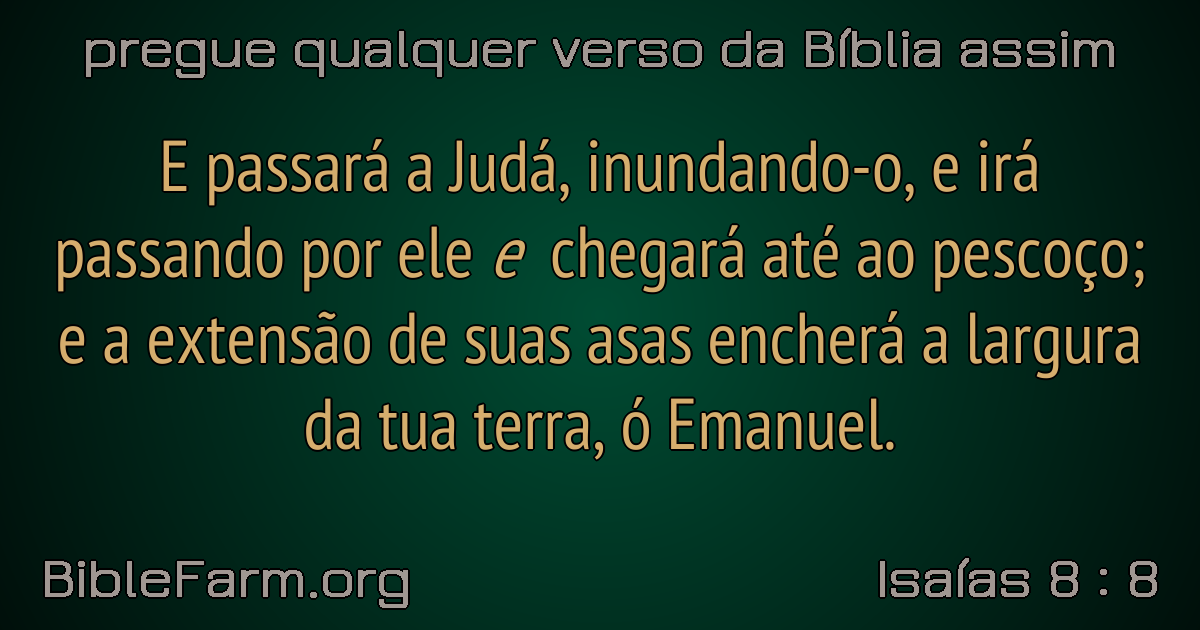 pregue qualquer verso da Bíblia assim
E passará a Judá, inundando-o, e irá
passando por ele e chegará até ao pescoço;
e a extensão de suas asas encherá a largura
da tua terra, ó Emanuel.
BibleFarm.org
Isaías 8 : 8